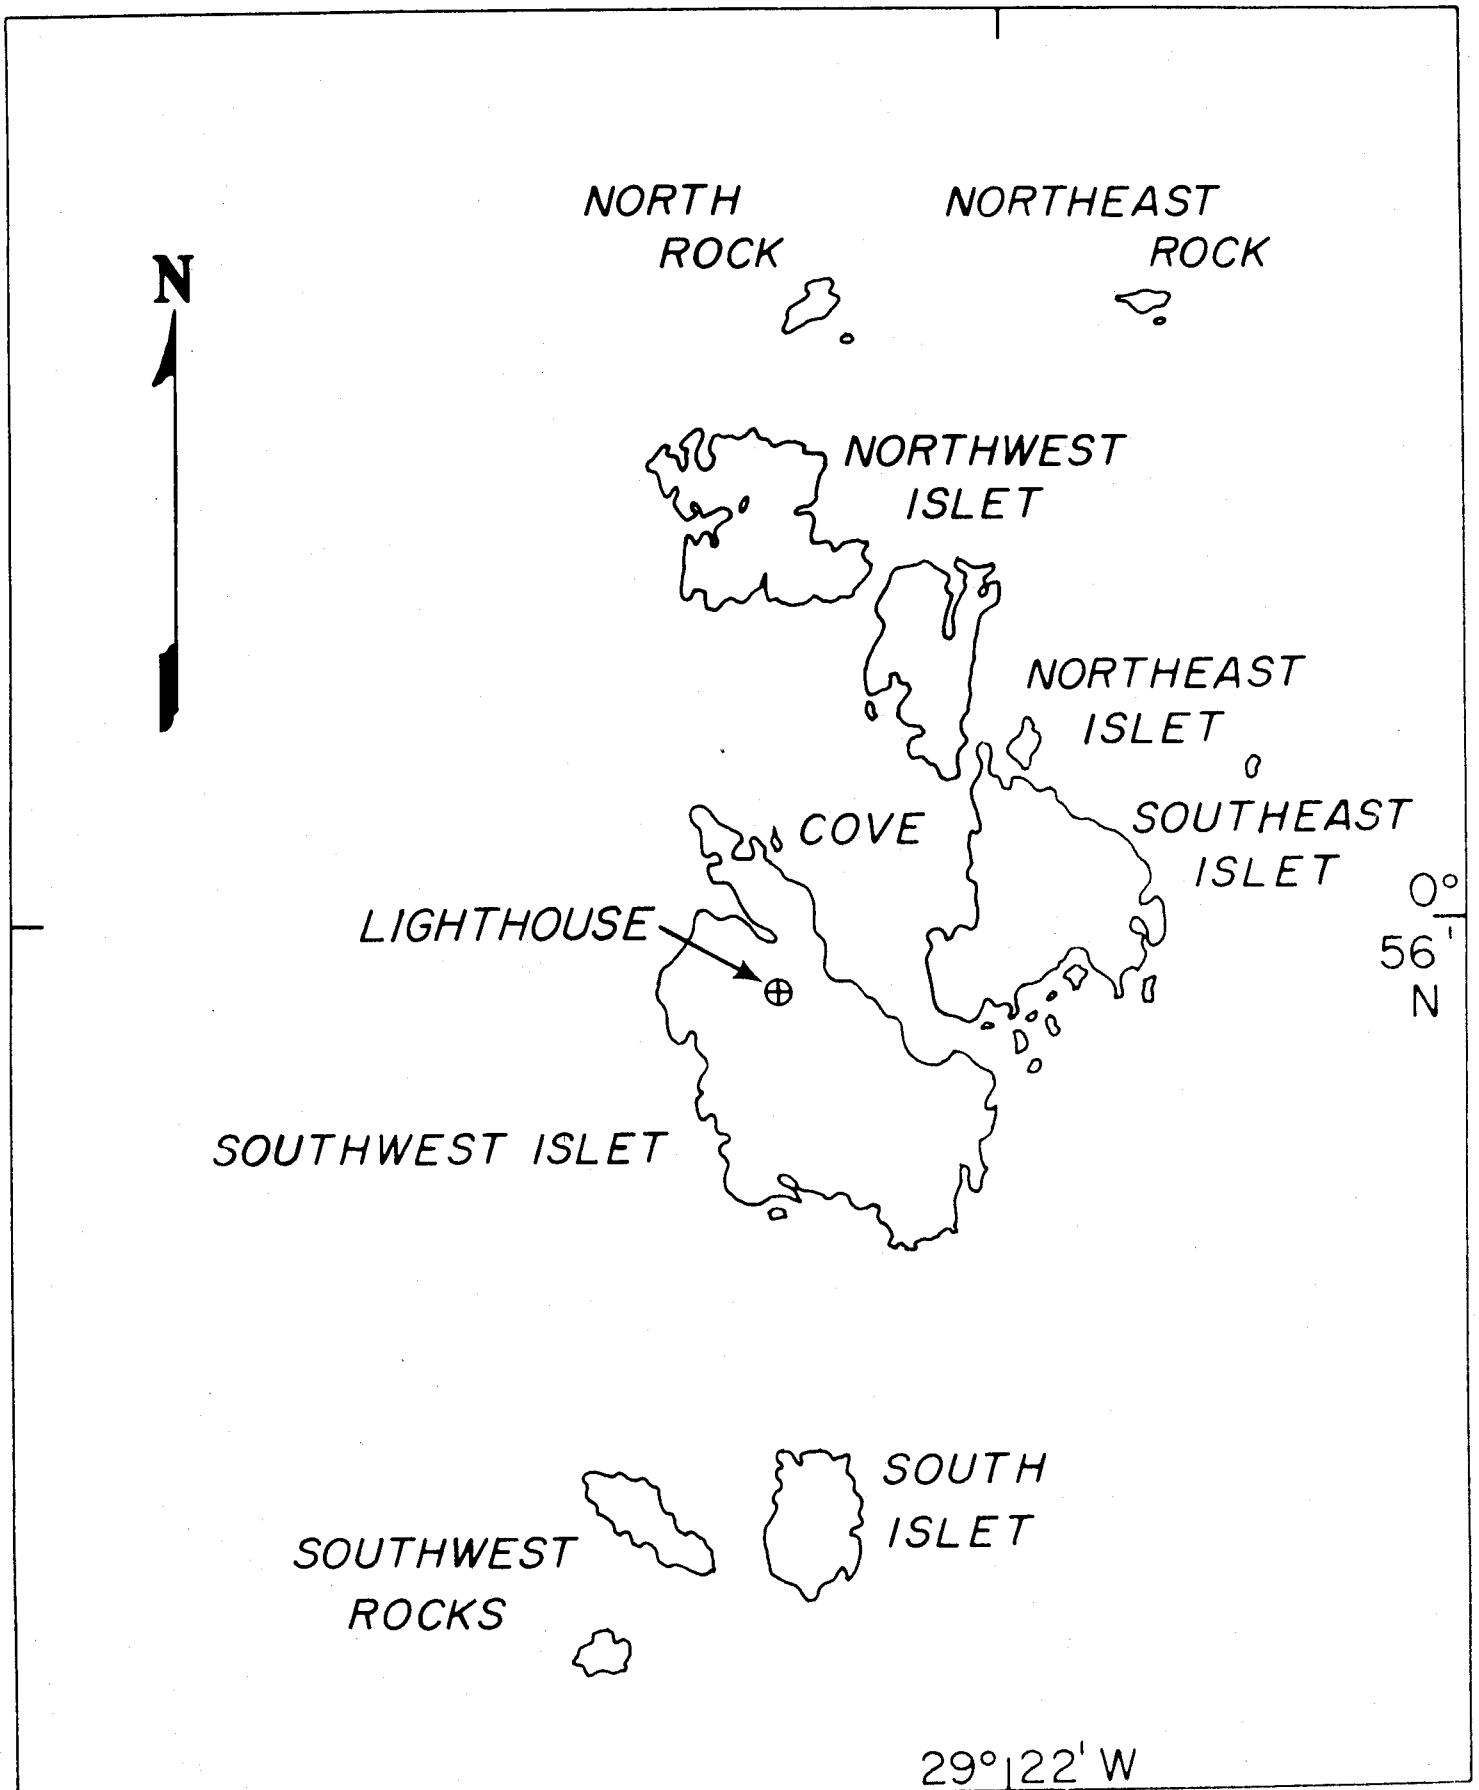 NORTH
ROCK
NORTHEAST
ROCK
N
NORTHWEST
ISLET
NORTHEAST
ISLET
COVE
SOUTHEAST
ISLET
LIGHTHOUSE
0°
56'
N
SOUTHWEST ISLET
SOUTH
ISLET
SOUTHWEST
ROCKS
29° 22' W